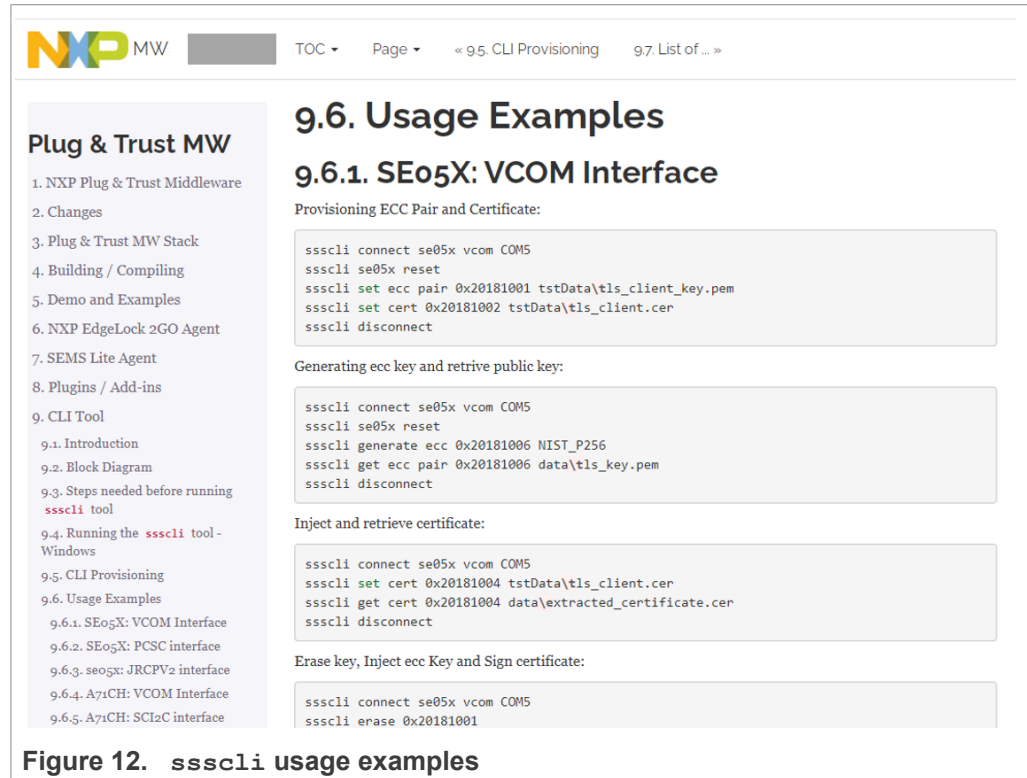 NXP MW TOC Page « 9.5. CLI Provisioning 9.7. List of ... »
Plug & Trust MW
1. NXP Plug & Trust Middleware
2. Changes
3. Plug & Trust MW Stack
4. Building / Compiling
5. Demo and Examples
6. NXP EdgeLock 2GO Agent
7. SEMS Lite Agent
8. Plugins / Add-ins
9. CLI Tool
9.1. Introduction
9.2. Block Diagram
9.3. Steps needed before running
ssscli tool
9.4. Running the ssscli tool -
Windows
9.5. CLI Provisioning
9.6. Usage Examples
9.6.1. SE05X: VCOM Interface
9.6.2. SE05X: PCSC interface
9.6.3. se05x: JRCPV2 interface
9.6.4. A71CH: VCOM Interface
9.6.5. A71CH: SCI2C interface
9.6. Usage Examples
9.6.1. SE05X: VCOM Interface
Provisioning ECC Pair and Certificate:
ssscli connect se05x vcom COM5
ssscli se05x reset
ssscli set ecc pair 0x20181001 tstData\tls_client_key.pem
ssscli set cert 0x20181002 tstData\tls_client.cer
ssscli disconnect
Generating ecc key and retrive public key:
ssscli connect se05x vcom COM5
ssscli se05x reset
ssscli generate ecc 0x20181006 NIST_P256
ssscli get ecc pair 0x20181006 data\tls_key.pem
ssscli disconnect
Inject and retrieve certificate:
ssscli connect se05x vcom COM5
ssscli set cert 0x20181004 tstData\tls_client.cer
ssscli get cert 0x20181004 data\extracted_certificate.cer
ssscli disconnect
Erase key, Inject ecc Key and Sign certificate:
ssscli connect se05x vcom COM5
ssscli erase 0x20181001
Figure 12. ssscli usage examples